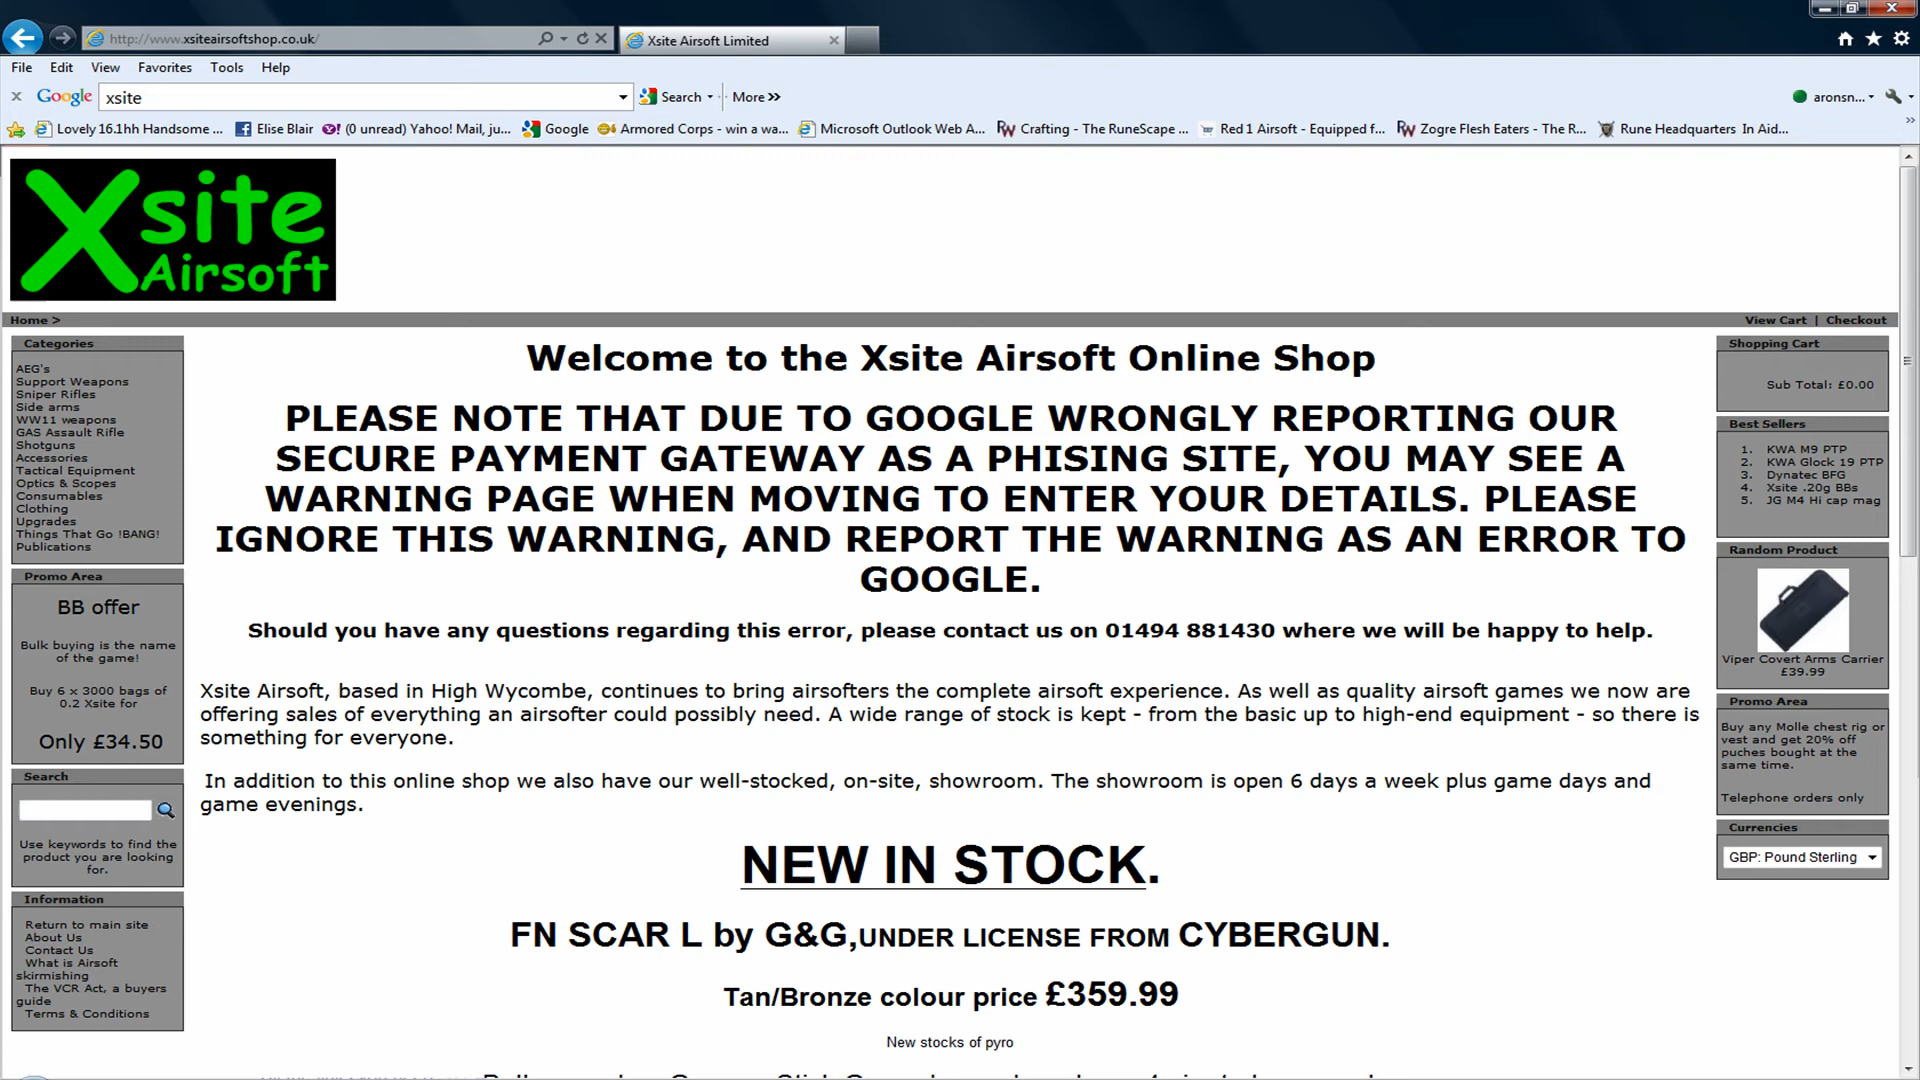 http://www.xsiteairsoftshop.co.uk/
Xsite Airsoft Limited
File Edit View Favorites Tools Help
Google xsite Search More »
aronsn...
Lovely 16.1hh Handsome ... Elise Blair (0 unread) Yahoo! Mail, ju... Google Armored Corps - win a wa... Microsoft Outlook Web A... Crafting - The RuneScape ... Red 1 Airsoft - Equipped f... Zogre Flesh Eaters - The R... Rune Headquarters In Aid...
Xsite
Airsoft
Home >
View Cart | Checkout
Categories
AEG's
Support Weapons
Sniper Rifles
Side arms
WW11 weapons
GAS Assault Rifle
Shotguns
Accessories
Tactical Equipment
Optics & Scopes
Consumables
Clothing
Upgrades
Things That Go !BANG!
Publications
Promo Area
BB offer
Bulk buying is the name
of the game!
Buy 6 x 3000 bags of
0.2 Xsite for
Only £34.50
Search
Use keywords to find the
product you are looking
for.
Information
Return to main site
About Us
Contact Us
What is Airsoft
skirmishing
The VCR Act, a buyers
guide
Terms & Conditions
Welcome to the Xsite Airsoft Online Shop
PLEASE NOTE THAT DUE TO GOOGLE WRONGLY REPORTING OUR
SECURE PAYMENT GATEWAY AS A PHISING SITE, YOU MAY SEE A
WARNING PAGE WHEN MOVING TO ENTER YOUR DETAILS. PLEASE
IGNORE THIS WARNING, AND REPORT THE WARNING AS AN ERROR TO
GOOGLE.
Should you have any questions regarding this error, please contact us on 01494 881430 where we will be happy to help.
Xsite Airsoft, based in High Wycombe, continues to bring airsofters the complete airsoft experience. As well as quality airsoft games we now are
offering sales of everything an airsofter could possibly need. A wide range of stock is kept - from the basic up to high-end equipment - so there is
something for everyone.
In addition to this online shop we also have our well-stocked, on-site, showroom. The showroom is open 6 days a week plus game days and
game evenings.
NEW IN STOCK.
FN SCAR L by G&G,UNDER LICENSE FROM CYBERGUN.
Tan/Bronze colour price £359.99
New stocks of pyro
Shopping Cart
Sub Total: £0.00
Best Sellers
1. KWA M9 PTP
2. KWA Glock 19 PTP
3. Dynatec BFG
4. Xsite .20g BBs
5. JG M4 Hi cap mag
Random Product
Viper Covert Arms Carrier
£39.99
Promo Area
Buy any Molle chest rig or
vest and get 20% off
puches bought at the
same time.
Telephone orders only
Currencies
GBP: Pound Sterling